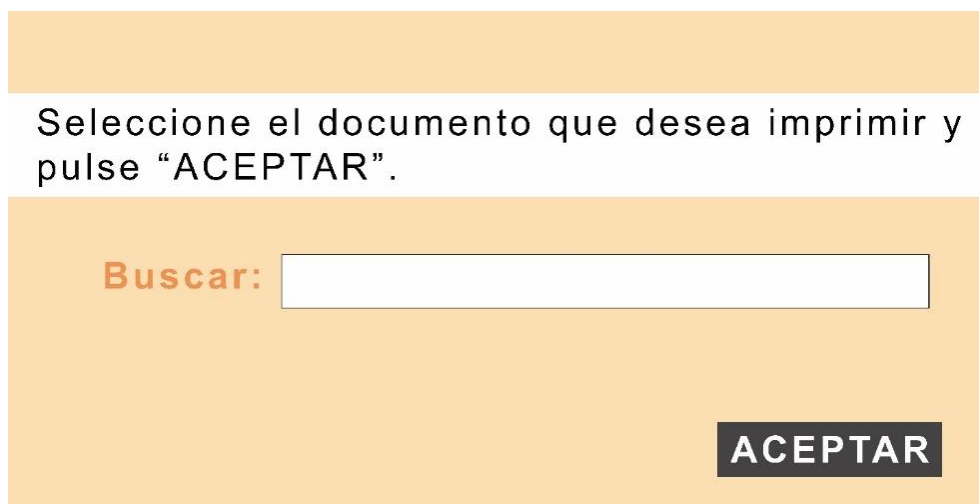 Seleccione el documento que desea imprimir y
pulse “ACEPTAR”.
Buscar:
ACEPTAR